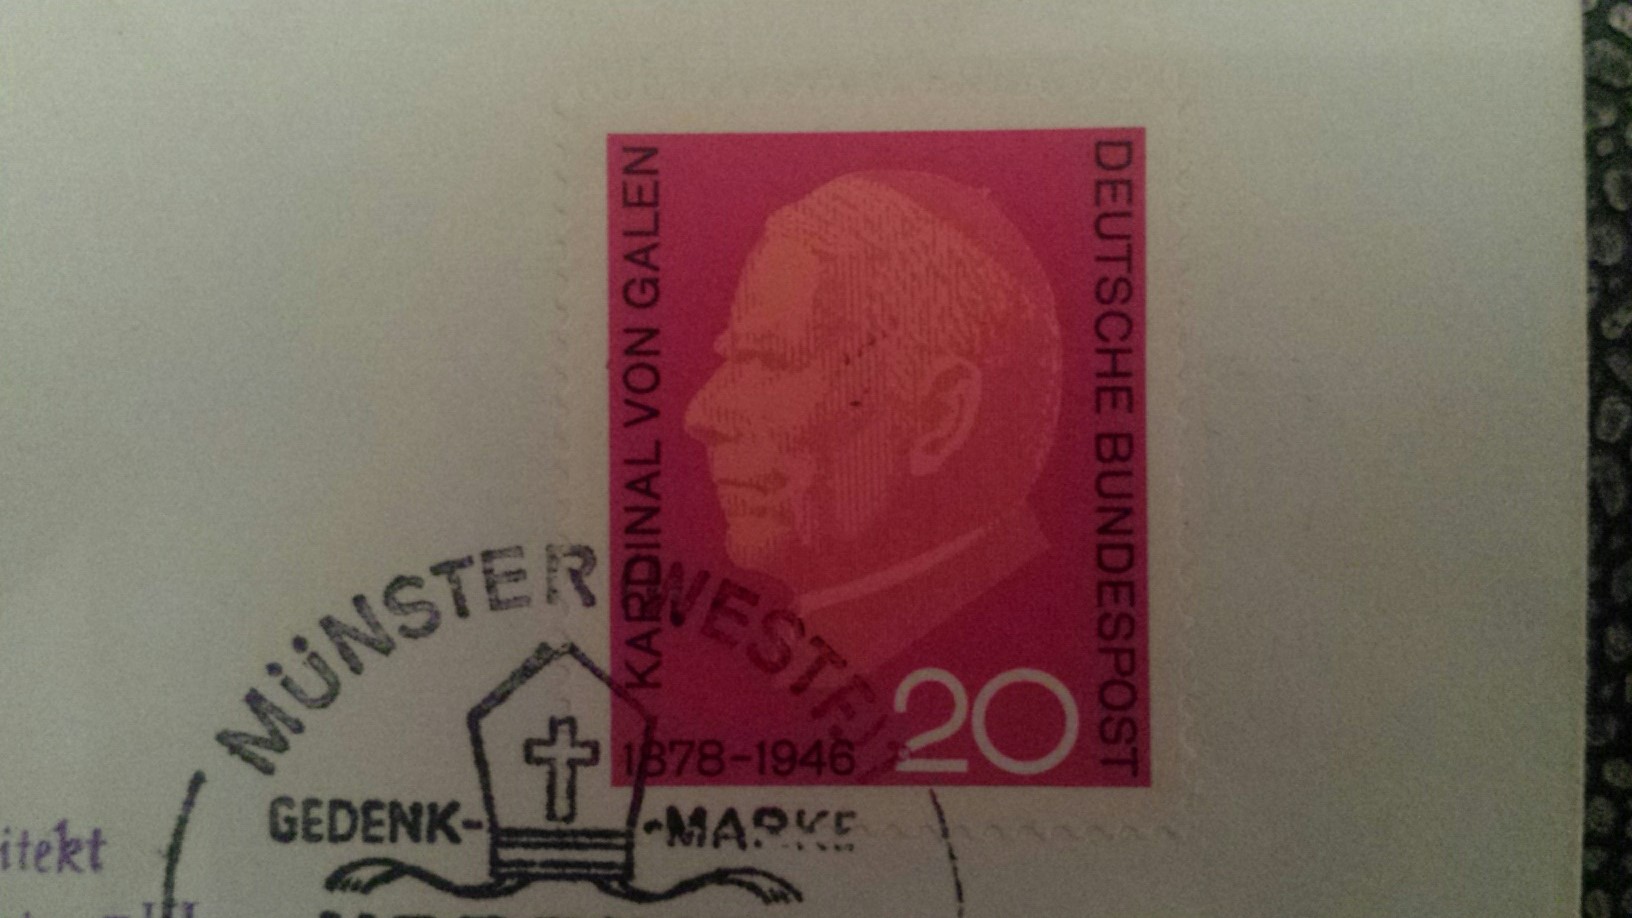 KARDINAL VON GALEN
DEUTSCHE BUNDESPOST
1878-1946
20
MÜNSTER WESTF
GEDENK- -MARKE
itekt